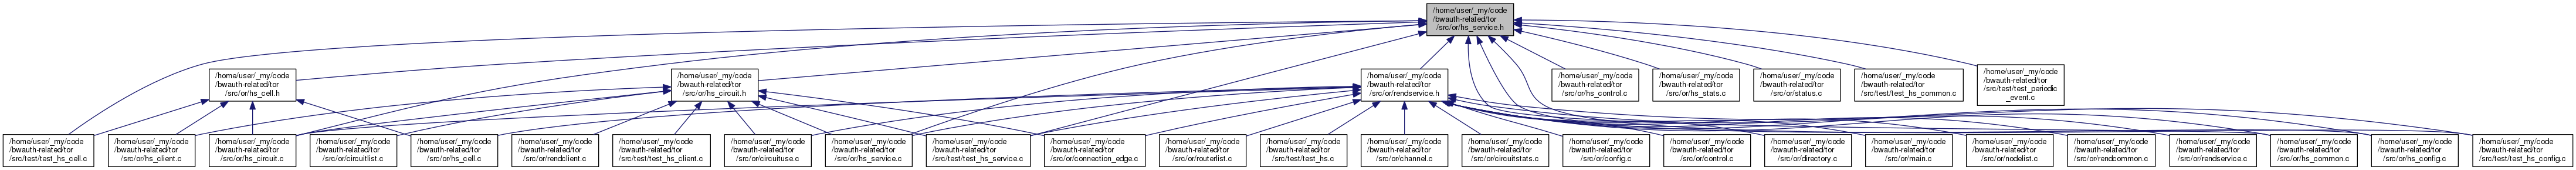 /home/user/_my/code
/bwauth-related/tor
/src/or/hs_service.h
/home/user/_my/code
/bwauth-related/tor
/src/or/hs_cell.h
/home/user/_my/code
/bwauth-related/tor
/src/or/hs_circuit.h
/home/user/_my/code
/bwauth-related/tor
/src/or/rendservice.h
/home/user/_my/code
/bwauth-related/tor
/src/or/hs_control.c
/home/user/_my/code
/bwauth-related/tor
/src/or/hs_stats.c
/home/user/_my/code
/bwauth-related/tor
/src/or/status.c
/home/user/_my/code
/bwauth-related/tor
/src/test/test_hs_common.c
/home/user/_my/code
/bwauth-related/tor
/src/test/test_periodic
_event.c
/home/user/_my/code
/bwauth-related/tor
/src/test/test_hs_cell.c
/home/user/_my/code
/bwauth-related/tor
/src/or/hs_client.c
/home/user/_my/code
/bwauth-related/tor
/src/or/hs_circuit.c
/home/user/_my/code
/bwauth-related/tor
/src/or/circuitlist.c
/home/user/_my/code
/bwauth-related/tor
/src/or/hs_cell.c
/home/user/_my/code
/bwauth-related/tor
/src/or/rendclient.c
/home/user/_my/code
/bwauth-related/tor
/src/test/test_hs_client.c
/home/user/_my/code
/bwauth-related/tor
/src/or/circuituse.c
/home/user/_my/code
/bwauth-related/tor
/src/or/hs_service.c
/home/user/_my/code
/bwauth-related/tor
/src/test/test_hs_service.c
/home/user/_my/code
/bwauth-related/tor
/src/or/connection_edge.c
/home/user/_my/code
/bwauth-related/tor
/src/or/routerlist.c
/home/user/_my/code
/bwauth-related/tor
/src/test/test_hs.c
/home/user/_my/code
/bwauth-related/tor
/src/or/channel.c
/home/user/_my/code
/bwauth-related/tor
/src/or/circuitstats.c
/home/user/_my/code
/bwauth-related/tor
/src/or/config.c
/home/user/_my/code
/bwauth-related/tor
/src/or/control.c
/home/user/_my/code
/bwauth-related/tor
/src/or/directory.c
/home/user/_my/code
/bwauth-related/tor
/src/or/main.c
/home/user/_my/code
/bwauth-related/tor
/src/or/nodelist.c
/home/user/_my/code
/bwauth-related/tor
/src/or/rendcommon.c
/home/user/_my/code
/bwauth-related/tor
/src/or/rendservice.c
/home/user/_my/code
/bwauth-related/tor
/src/or/hs_common.c
/home/user/_my/code
/bwauth-related/tor
/src/or/hs_config.c
/home/user/_my/code
/bwauth-related/tor
/src/test/test_hs_config.c